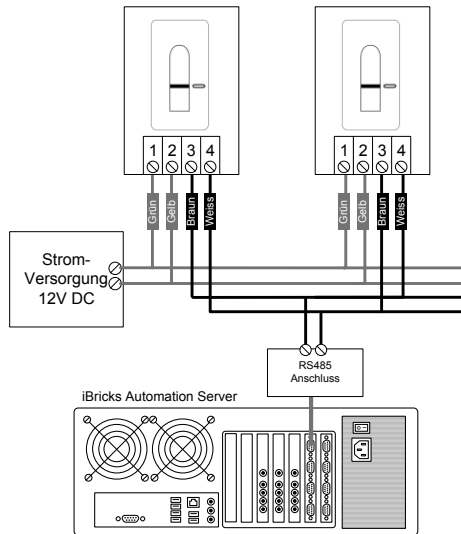 1 2 3 4
1 2 3 4
Grün Gelb Braun Weiss
Grün Gelb Braun Weiss
Strom-
Versorgung
12V DC
RS485
Anschluss
iBricks Automation Server